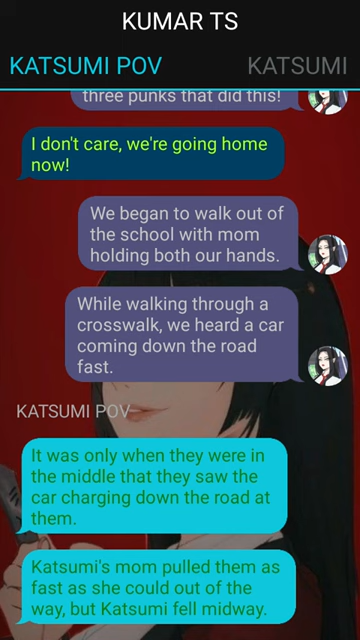 KUMAR TS
KATSUMI POV
KATSUMI
three punks that did this!
I don't care, we're going home
now!
We began to walk out of
the school with mom
holding both our hands.
While walking through a
crosswalk, we heard a car
coming down the road
fast.
KATSUMI POV
It was only when they were in
the middle that they saw the
car charging down the road at
them.
Katsumi's mom pulled them as
fast as she could out of the
way, but Katsumi fell midway.